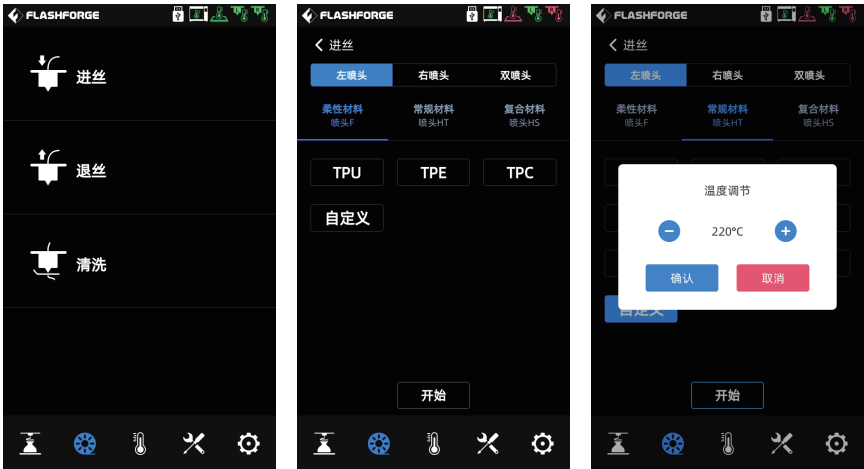 FLASHFORGE
进丝
退丝
清洗
FLASHFORGE
进丝
左喷头 右喷头 双喷头
柔性材料 常规材料 复合材料
喷头F 喷头HT 喷头HS
TPU TPE TPC
自定义
开始
FLASHFORGE
进丝
左喷头 右喷头 双喷头
柔性材料 常规材料 复合材料
喷头F 喷头HT 喷头HS
温度调节
220°C
确认 取消
自定义
开始